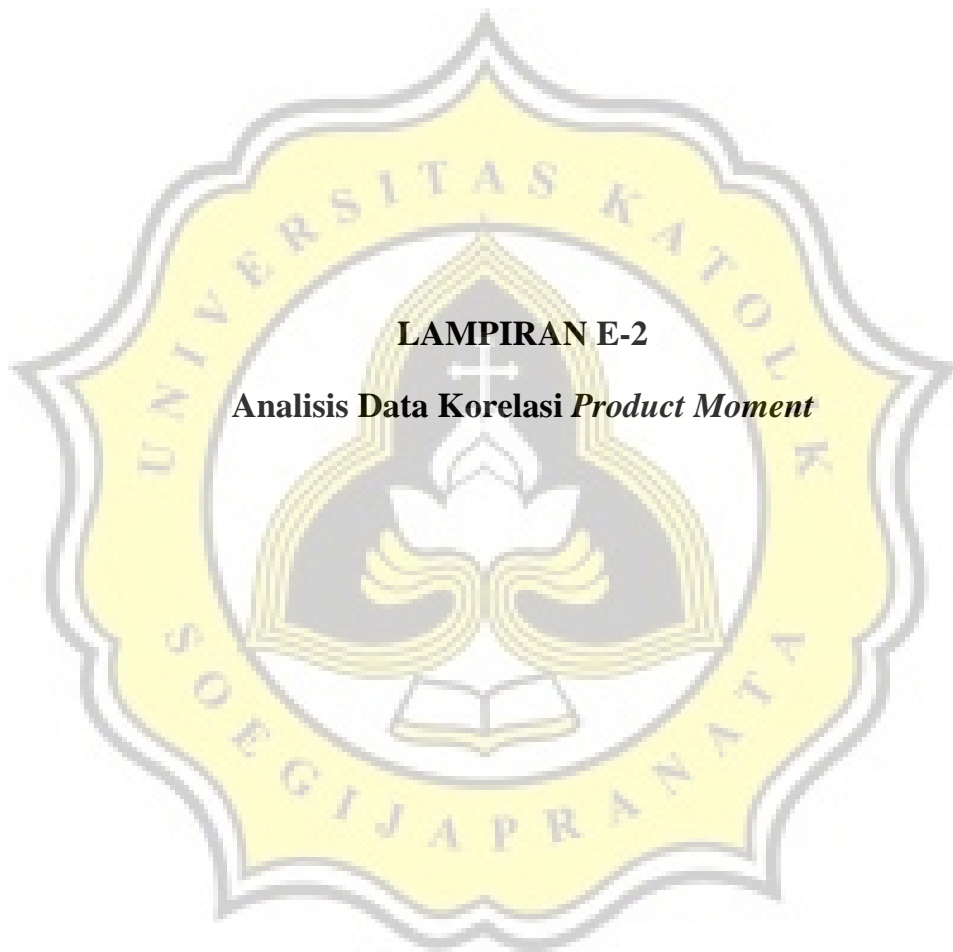 LAMPIRAN E-2
Analisis Data Korelasi Product Moment
UNIVERSITAS KATOLIK
SOEGIJAPRANATA